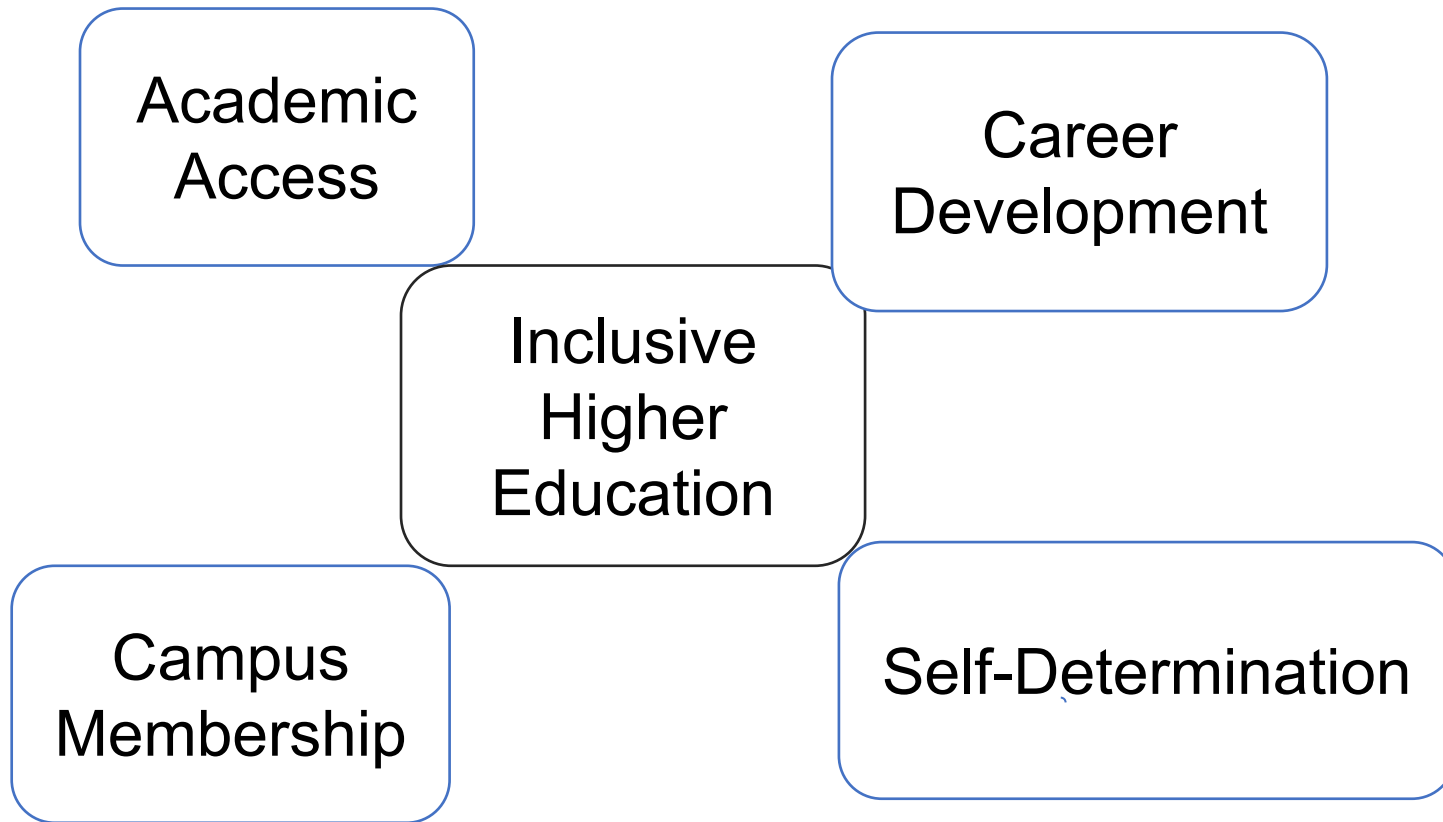 Academic
Access
Career
Development
Inclusive
Higher
Education
Campus
Membership
Self-Determination